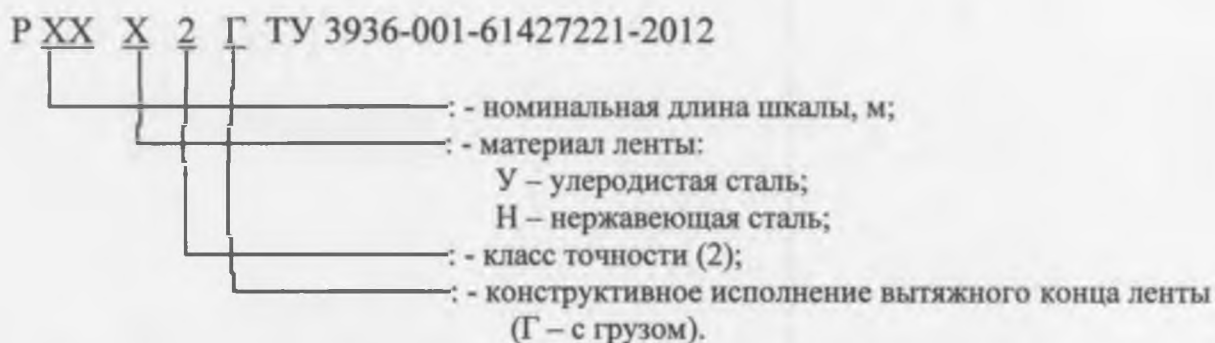 Р ХХ Х 2 Г ТУ 3936-001-61427221-2012
: - номинальная длина шкалы, м;
: - материал ленты:
У – улеродистая сталь;
Н – нержавеющая сталь;
: - класс точности (2);
: - конструктивное исполнение вытяжного конца ленты
(Г – с грузом).